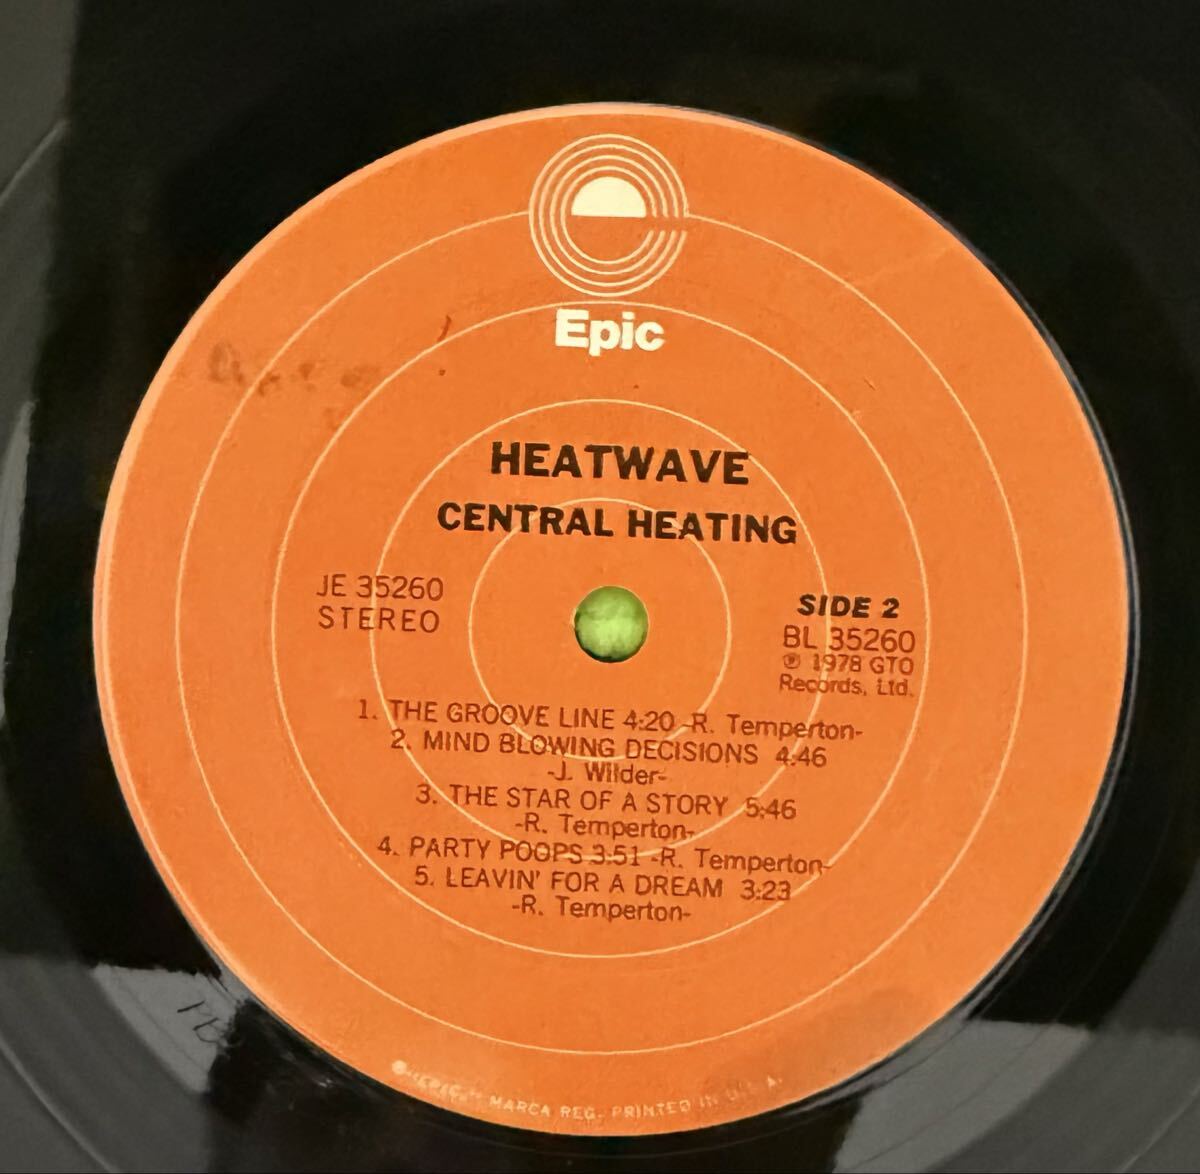 Epic
HEATWAVE
CENTRAL HEATING
JE 35260
STEREO
SIDE 2
BL 35260
℗ 1978 GTO
Records, Ltd.
1. THE GROOVE LINE 4:20 -R. Temperton-
2. MIND BLOWING DECISIONS 4:46
-J. Wilder-
3. THE STAR OF A STORY 5:46
-R. Temperton-
4. PARTY POOPS 3:51 -R. Temperton-
5. LEAVIN' FOR A DREAM 3:23
-R. Temperton-
"EPIC," MARCA REG. PRINTED IN U.S.A.